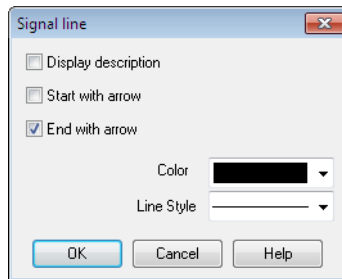 Signal line
Display description
Start with arrow
End with arrow
Color
Line Style
OK Cancel Help